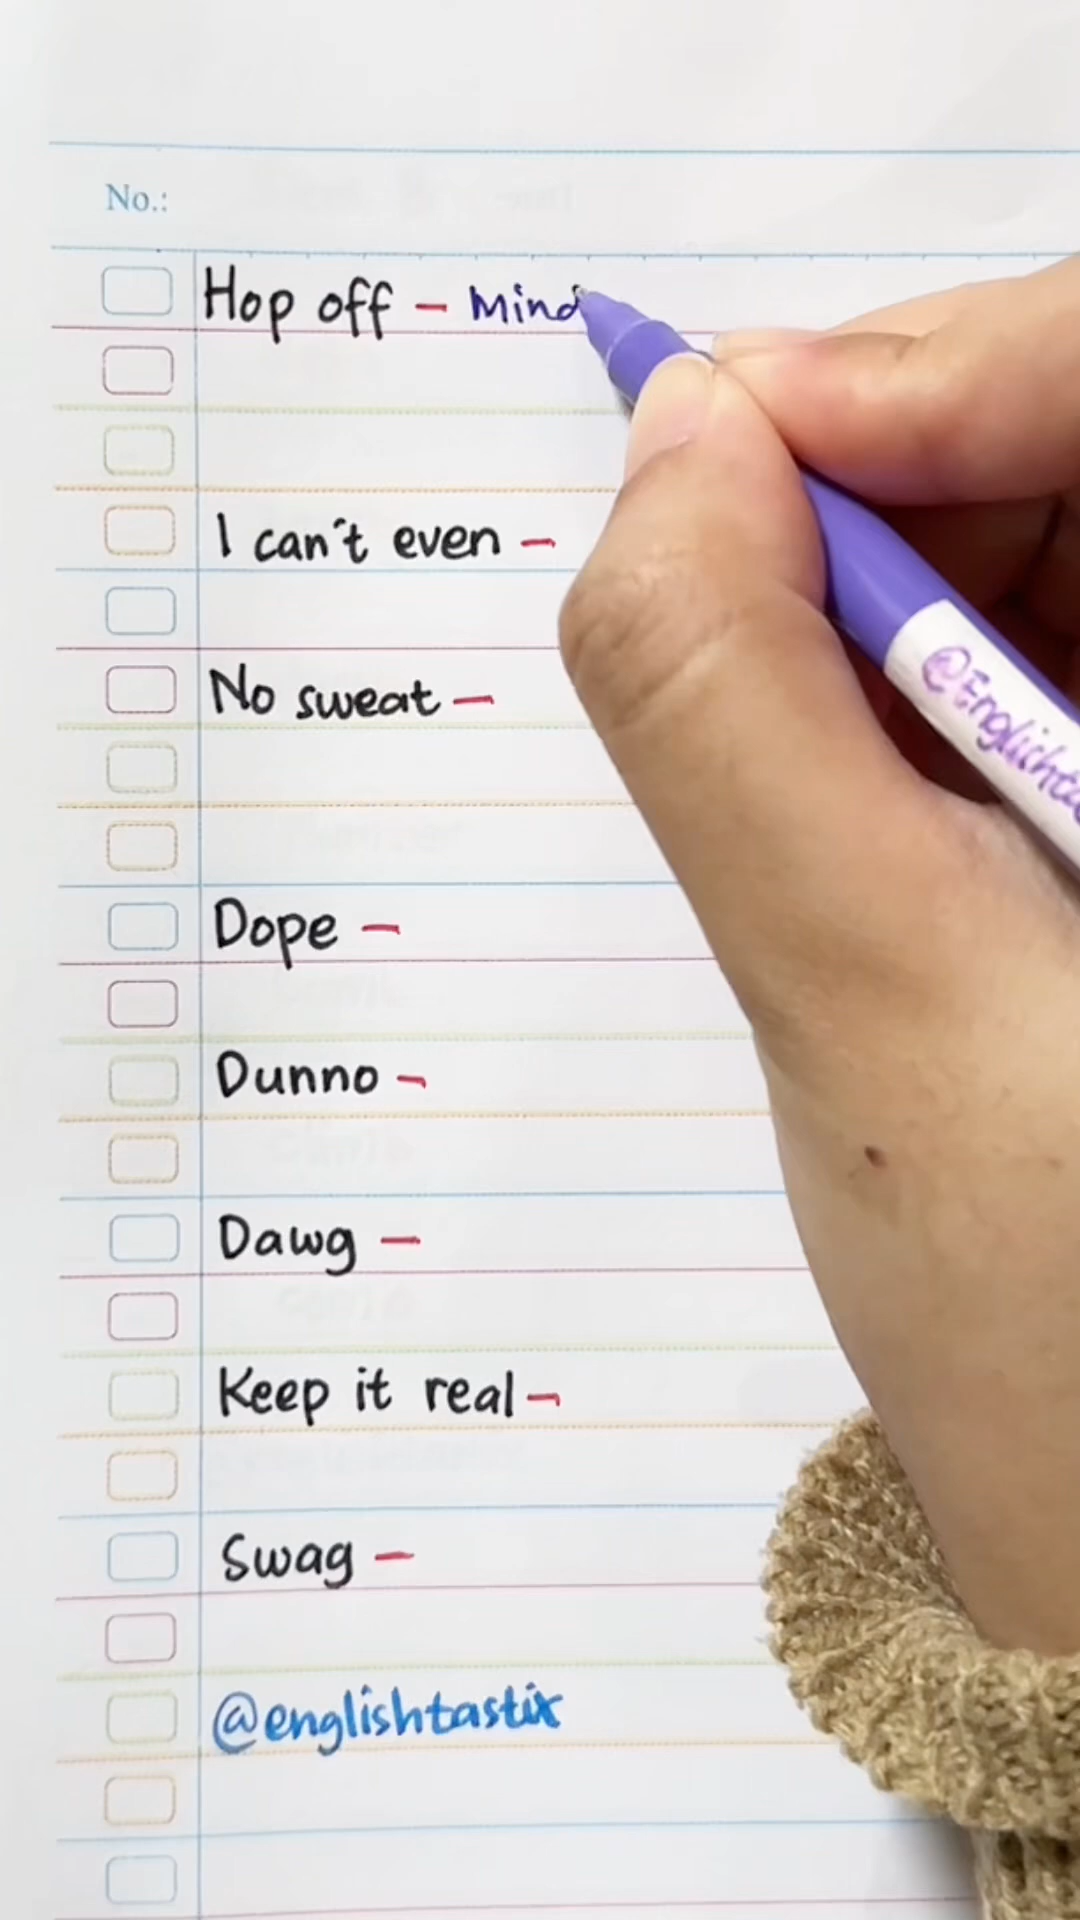 No.:
Hop off - Mind
I can't even -
No sweat -
Dope -
Dunno -
Dawg -
Keep it real -
Swag -
@englishtastix